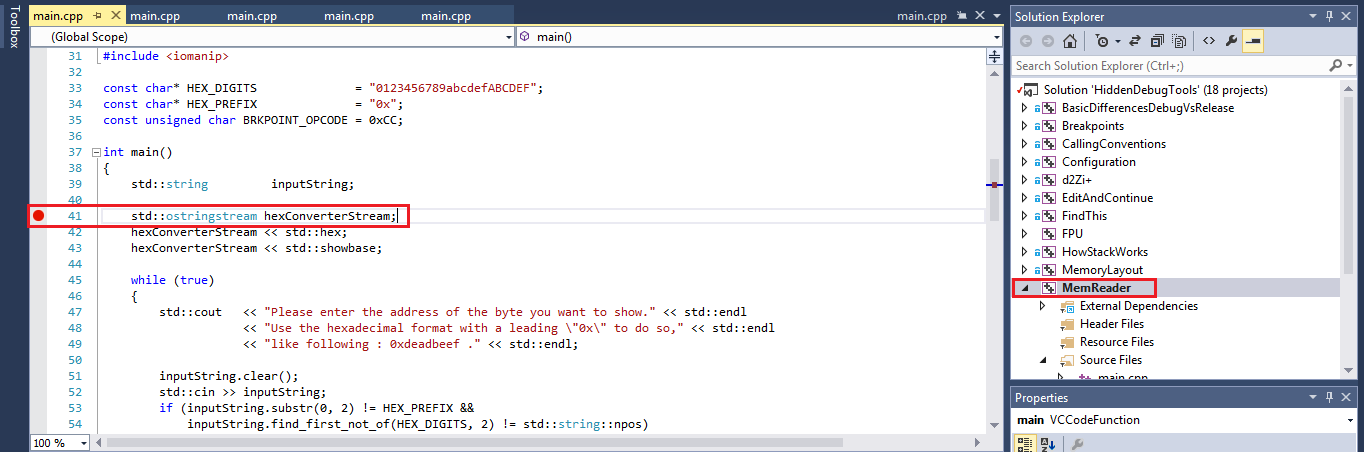 Toolbox
main.cpp main.cpp main.cpp main.cpp main.cpp main.cpp
(Global Scope) main()
31 #include <iomanip>
32
33 const char* HEX_DIGITS = "0123456789abcdefABCDEF";
34 const char* HEX_PREFIX = "0x";
35 const unsigned char BRKPOINT_OPCODE = 0xCC;
36
37 int main()
38 {
39 std::string inputString;
40
41 std::ostringstream hexConverterStream;
42 hexConverterStream << std::hex;
43 hexConverterStream << std::showbase;
44
45 while (true)
46 {
47 std::cout << "Please enter the address of the byte you want to show." << std::endl
48 << "Use the hexadecimal format with a leading \"0x\" to do so," << std::endl
49 << "like following : 0xdeadbeef ." << std::endl;
50
51 inputString.clear();
52 std::cin >> inputString;
53 if (inputString.substr(0, 2) != HEX_PREFIX &&
54 inputString.find_first_not_of(HEX_DIGITS, 2) != std::string::npos)
100 %
Solution Explorer
Search Solution Explorer (Ctrl+;)
Solution 'HiddenDebugTools' (18 projects)
BasicDifferencesDebugVsRelease
Breakpoints
CallingConventions
Configuration
d2Zi+
EditAndContinue
FindThis
FPU
HowStackWorks
MemoryLayout
MemReader
External Dependencies
Header Files
Resource Files
Source Files
main.cpp
Properties
main VCCodeFunction